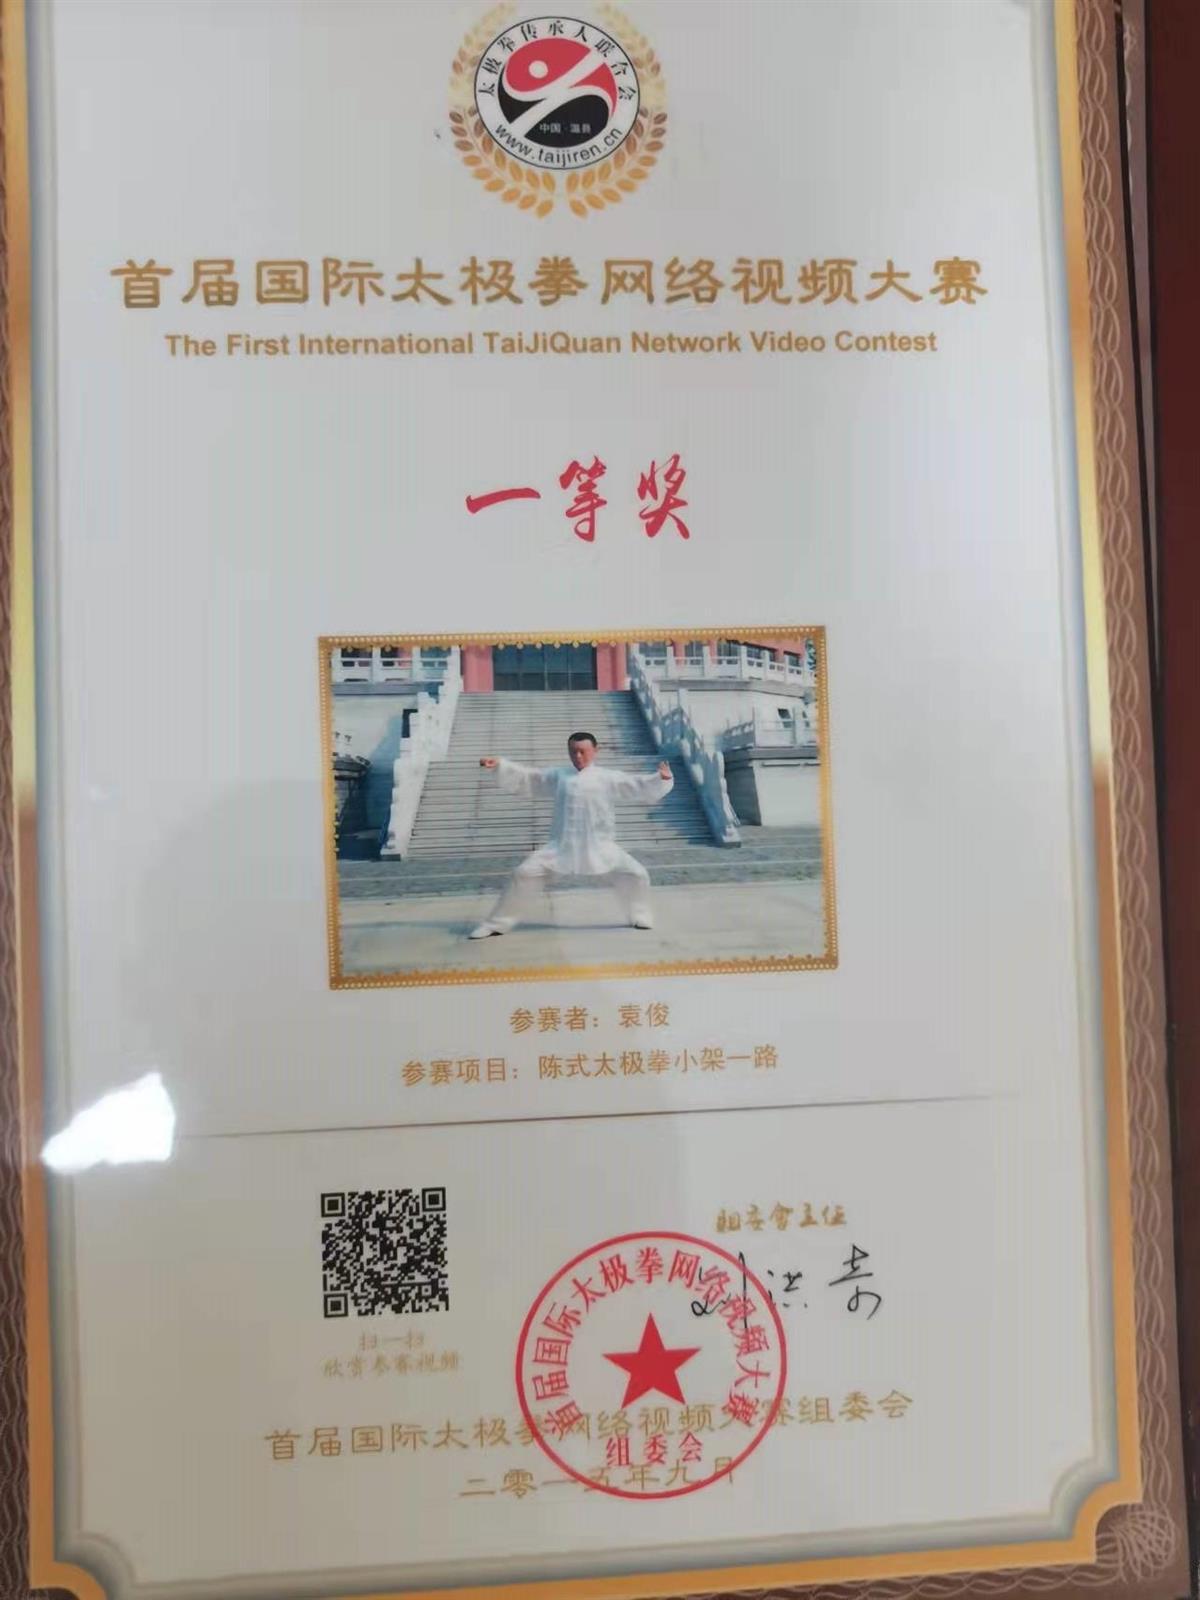 太极拳传承人联合会
中国·温县
www.taijiren.cn
首届国际太极拳网络视频大赛
The First International TaiJiQuan Network Video Contest
一等奖
参赛者：袁俊
参赛项目：陈式太极拳小架一路
扫一扫
欣赏参赛视频
组委會主任
首届国际太极拳网络视频大赛
组委会
首届国际太极拳网络视频大赛组委会
二零一五年九月